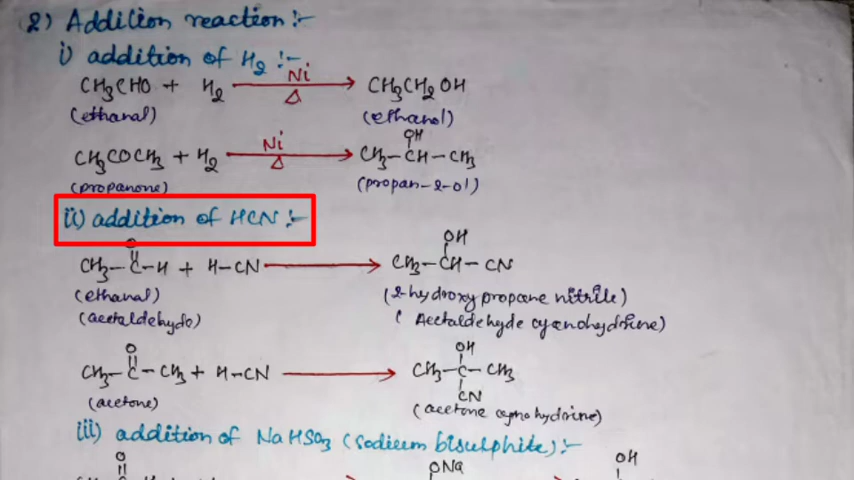 2) Addition reaction:-
i) addition of H₂ :-
CH₃CHO + H₂ Ni Δ CH₃CH₂OH
(ethanal) (ethanol)
OH
CH₃COCH₃ + H₂ Ni Δ CH₃-CH-CH₃
(propanone) (propan-2-ol)
ii) addition of HCN:-
O OH
CH₃-C-H + H-CN CH₃-CH-CN
(ethanal) (2-hydroxy propane nitrile)
(acetaldehyde) (Acetaldehyde cyanohydrine)
O OH
CH₃-C-CH₃ + H-CN CH₃-C-CH₃
CN
(acetone) (acetone cyanohydrine)
iii) addition of NaHSO₃ (sodium bisulphite):-
O ONa OH